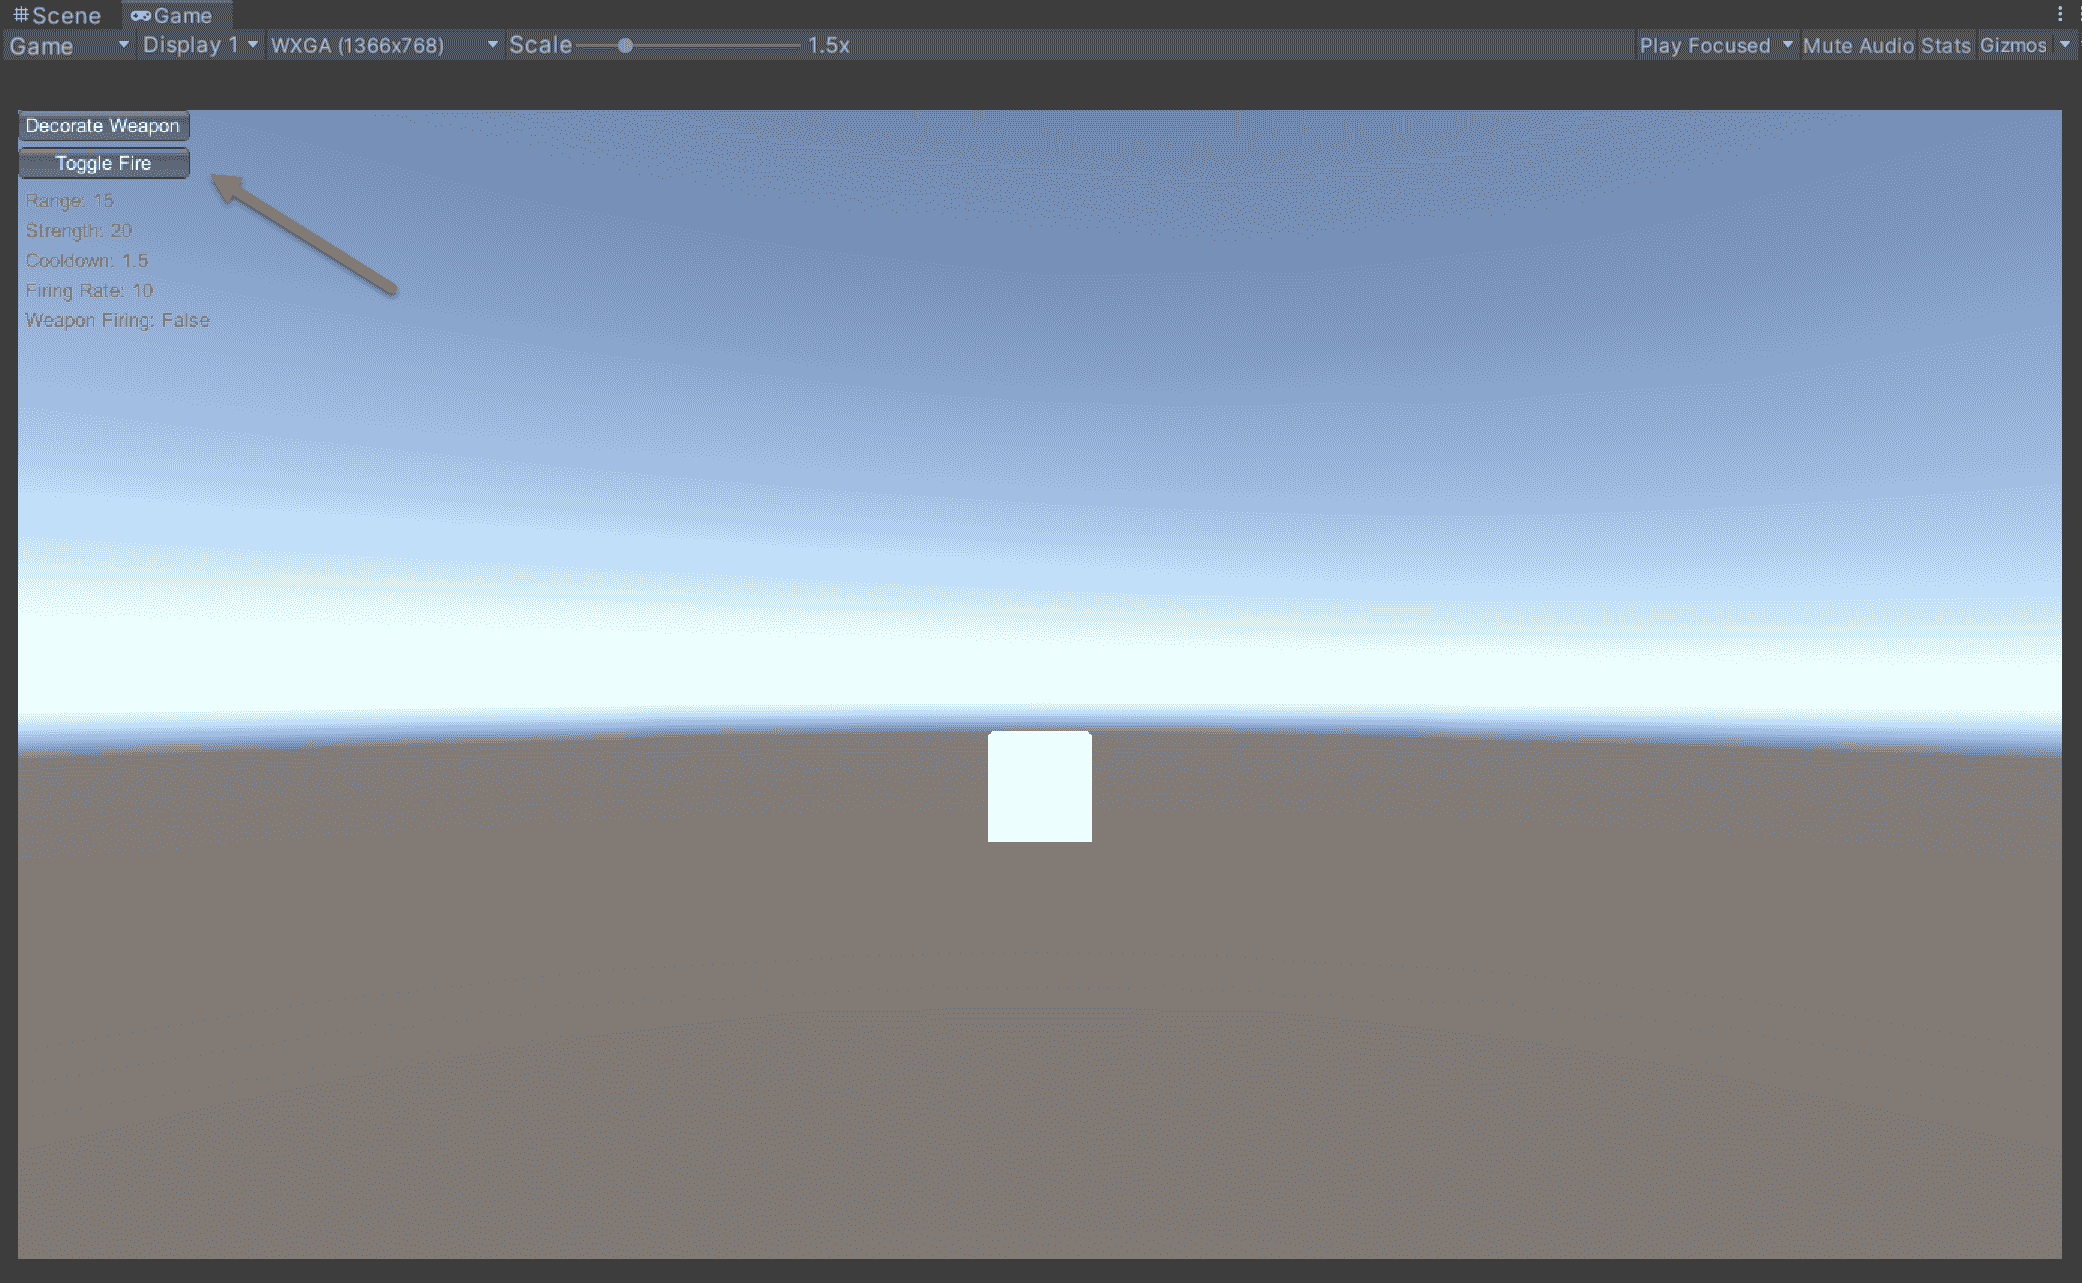 Scene Game
Game Display 1 WXGA (1366x768) Scale 1.5x Play Focused Mute Audio Stats Gizmos
Decorate Weapon
Toggle Fire
Range: 15
Strength: 20
Cooldown: 1.5
Firing Rate: 10
Weapon Firing: False